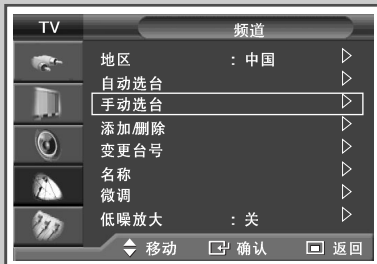 TV 频道
地区 : 中国
自动选台
手动选台
添加/删除
变更台号
名称
微调
低噪放大 : 关
移动 确认 返回